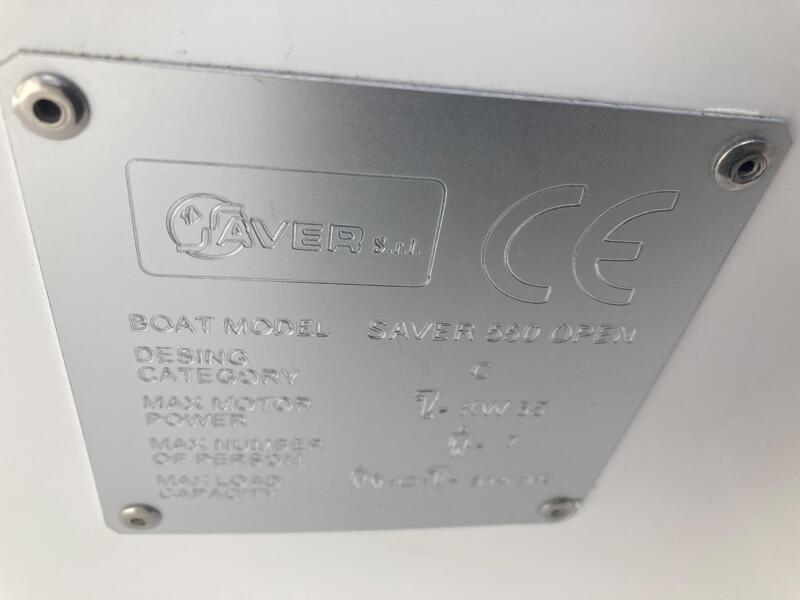 SAVER S.r.l.
CE
BOAT MODEL SAVER 550 OPEN
DESING
CATEGORY C
MAX MOTOR
POWER KW
MAX NUMBER
OF PERSON
MAX LOAD
CAPACITY